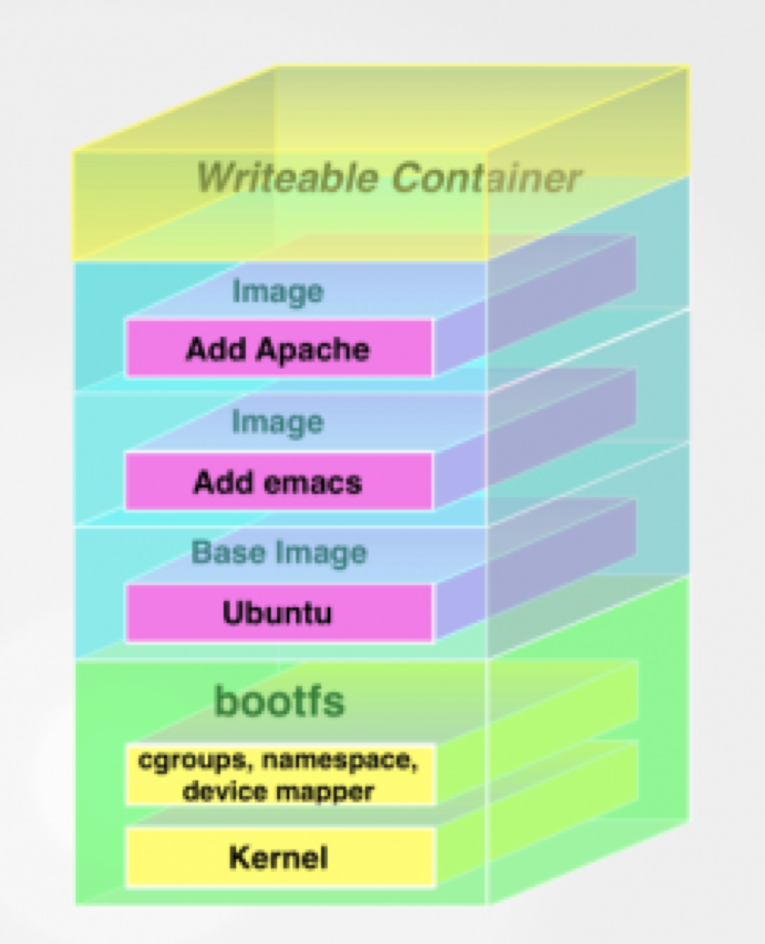 Writeable Container
Image
Add Apache
Image
Add emacs
Base Image
Ubuntu
bootfs
cgroups, namespace,
device mapper
Kernel